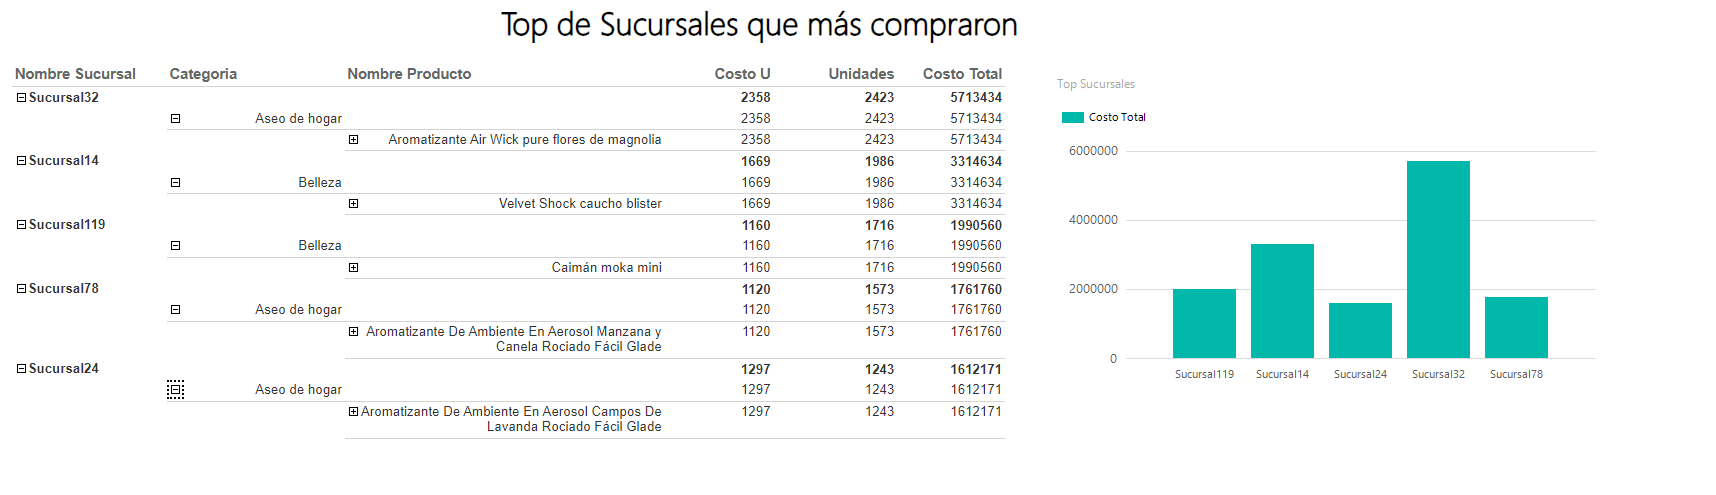 Top de Sucursales que más compraron
Nombre Sucursal Categoria Nombre Producto Costo U Unidades Costo Total
Sucursal32 2358 2423 5713434
Aseo de hogar 2358 2423 5713434
Aromatizante Air Wick pure flores de magnolia 2358 2423 5713434
Sucursal14 1669 1986 3314634
Belleza 1669 1986 3314634
Velvet Shock caucho blister 1669 1986 3314634
Sucursal119 1160 1716 1990560
Belleza 1160 1716 1990560
Caimán moka mini 1160 1716 1990560
Sucursal78 1120 1573 1761760
Aseo de hogar 1120 1573 1761760
Aromatizante De Ambiente En Aerosol Manzana y 1120 1573 1761760
Canela Rociado Fácil Glade
Sucursal24 1297 1243 1612171
Aseo de hogar 1297 1243 1612171
Aromatizante De Ambiente En Aerosol Campos De 1297 1243 1612171
Lavanda Rociado Fácil Glade
Top Sucursales
Costo Total
6000000
4000000
2000000
0
Sucursal119 Sucursal14 Sucursal24 Sucursal32 Sucursal78